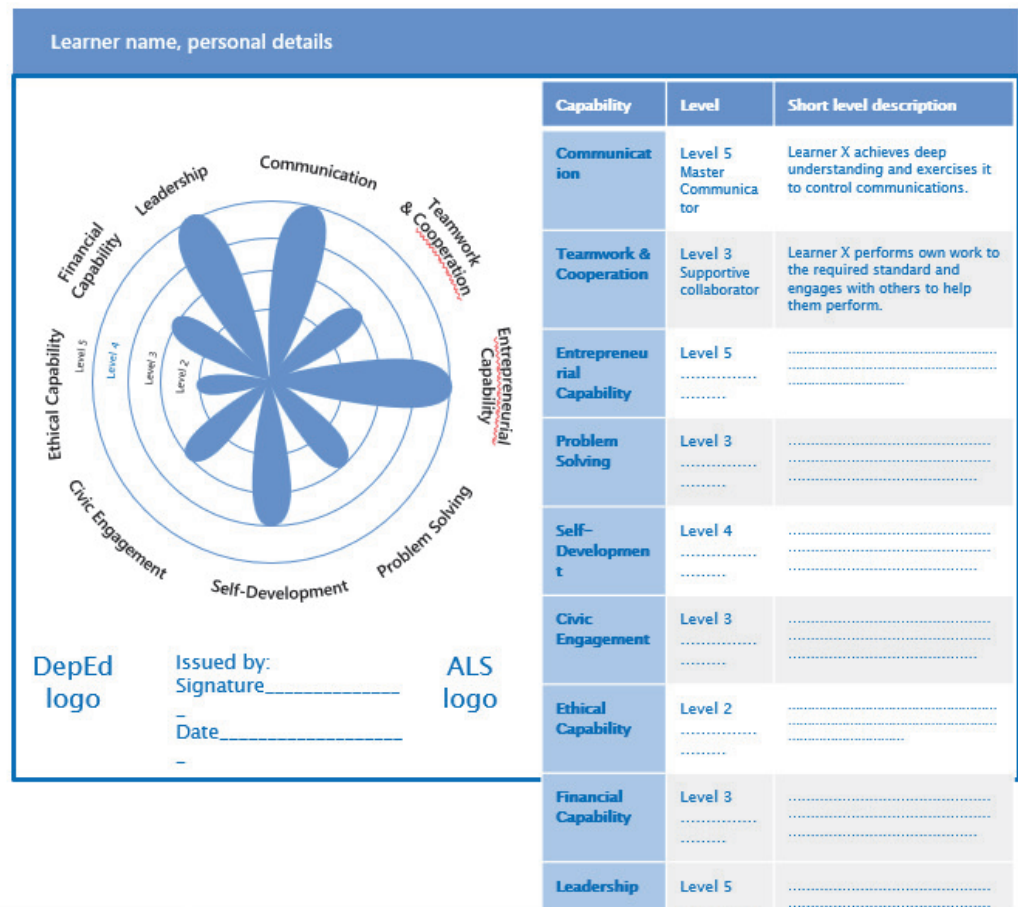 Learner name, personal details
Communication
Teamwork
& Cooperation
Entrepreneurial
Capability
Problem Solving
Self-Development
Civic Engagement
Ethical Capability
Financial
Capability
Leadership
Level 5
Level 4
Level 3
Level 2
DepEd
logo
Issued by:
Signature______________
_
Date___________________
_
ALS
logo
Capability Level Short level description
Communicat
ion
Level 5
Master
Communica
tor
Learner X achieves deep
understanding and exercises it
to control communications.
Teamwork &
Cooperation
Level 3
Supportive
collaborator
Learner X performs own work to
the required standard and
engages with others to help
them perform.
Entrepreneu
rial
Capability
Level 5
Problem
Solving
Level 3
Self-
Developmen
t
Level 4
Civic
Engagement
Level 3
Ethical
Capability
Level 2
Financial
Capability
Level 3
Leadership
Level 5